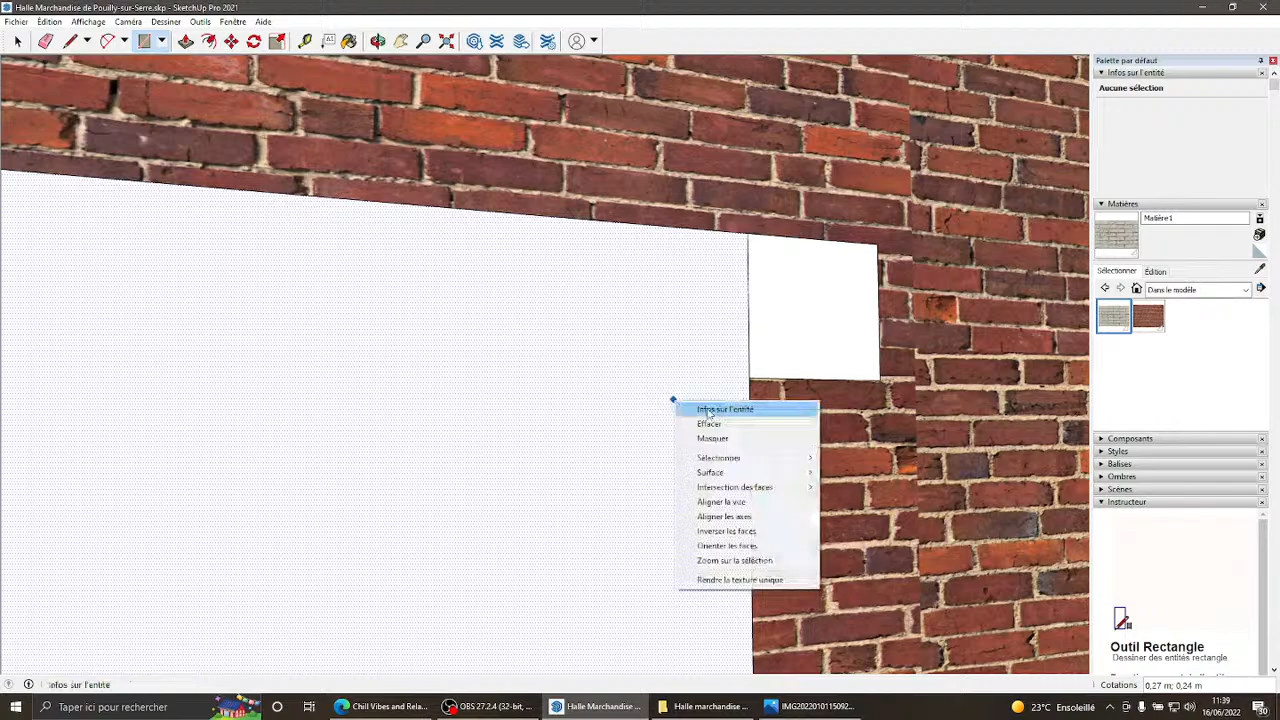 Halle Marchandise de Pouilly-sur-Serre.skp - SketchUp Pro 2021
Fichier Édition Affichage Caméra Dessiner Outils Fenêtre Aide
Palette par défaut
Infos sur l'entité
Aucune sélection
Matières
Matière1
Sélectionner Édition
Dans le modèle
Infos sur l'entité
Effacer
Masquer
Sélectionner
Surface
Intersection des faces
Aligner la vue
Aligner les axes
Inverser les faces
Orienter les faces
Zoom sur la sélection
Rendre la texture unique
Composants
Styles
Balises
Ombres
Scènes
Instructeur
Outil Rectangle
Dessiner des entités rectangle
Infos sur l'entité
Cotations 0,27 m; 0,24 m
Taper ici pour rechercher
Chill Vibes and Rela...
OBS 27.2.4 (32-bit, ...
Halle Marchandise ...
Halle marchandise ...
IMG2022010115092...
23°C Ensoleillé
11:39
16/06/2022